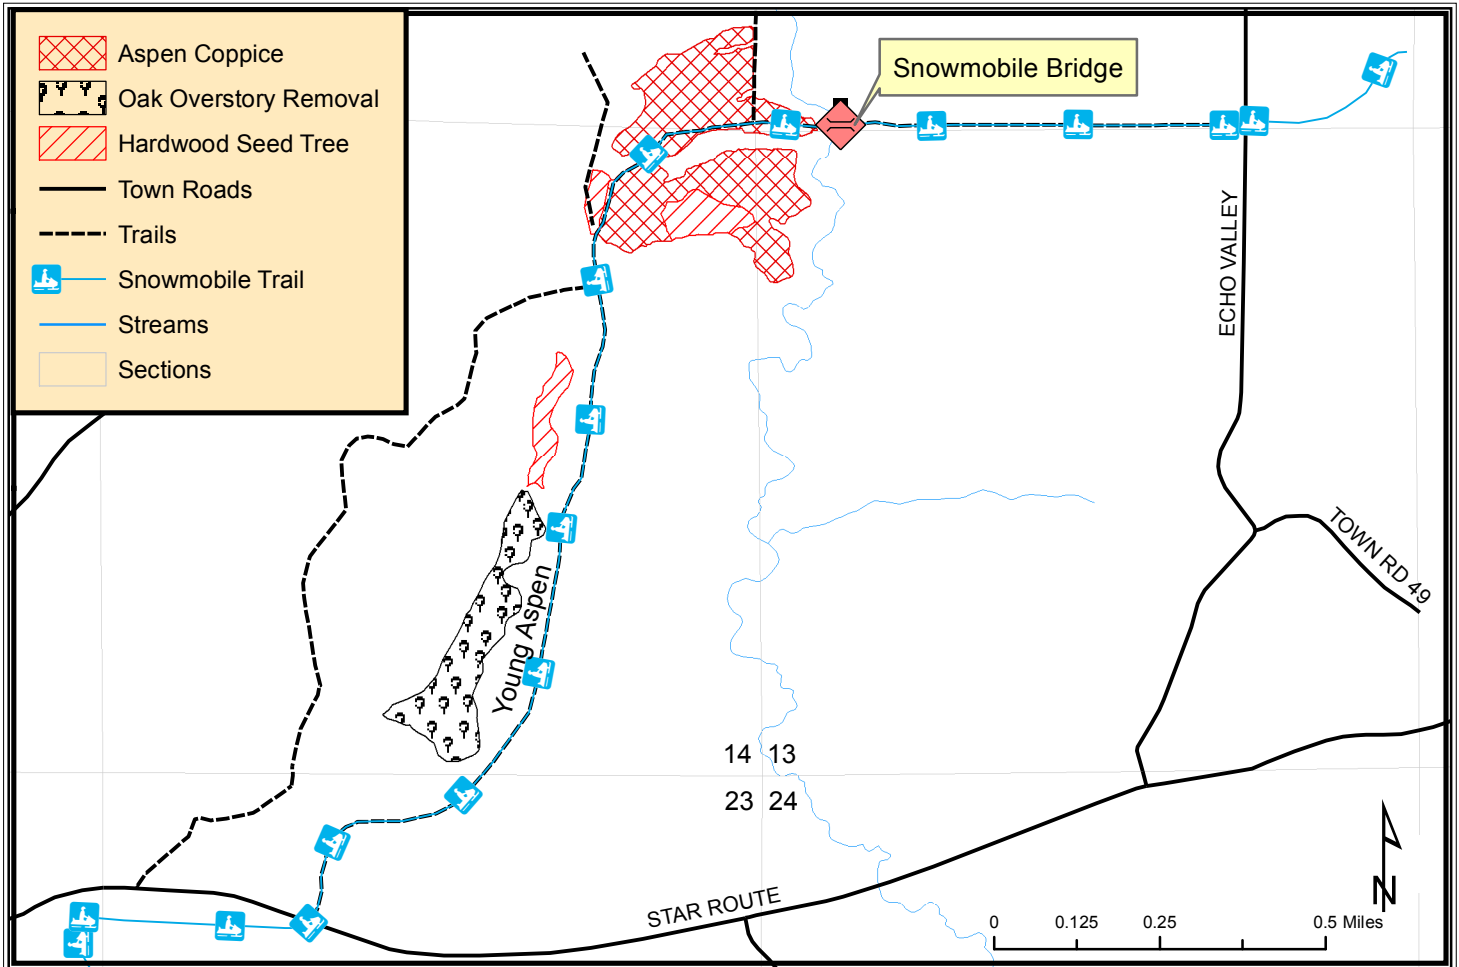 Aspen Coppice
Oak Overstory Removal
Hardwood Seed Tree
Town Roads
Trails
Snowmobile Trail
Streams
Sections
Snowmobile Bridge
ECHO VALLEY
TOWN RD 49
Young Aspen
14 13
23 24
STAR ROUTE
N
0 0.125 0.25 0.5 Miles